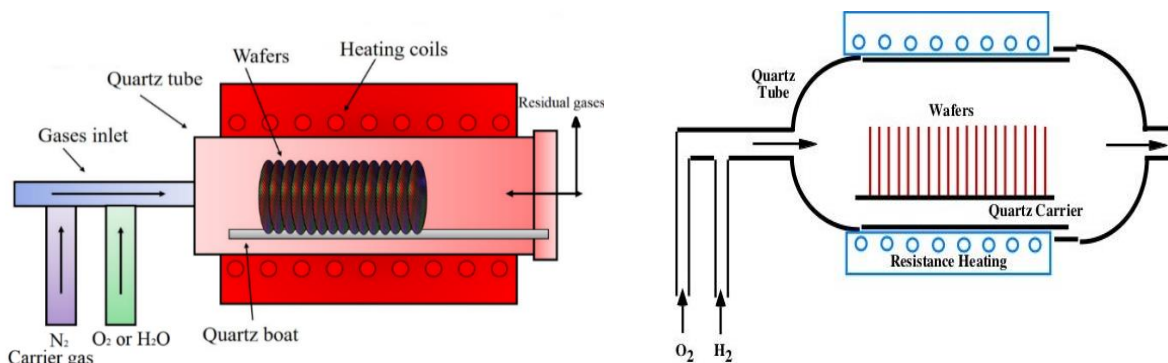 Wafers
Heating coils
Quartz tube
Residual gases
Gases inlet
Quartz boat
N₂
Carrier gas
O₂ or H₂O
Quartz
Tube
Wafers
Quartz Carrier
Resistance Heating
O₂
H₂